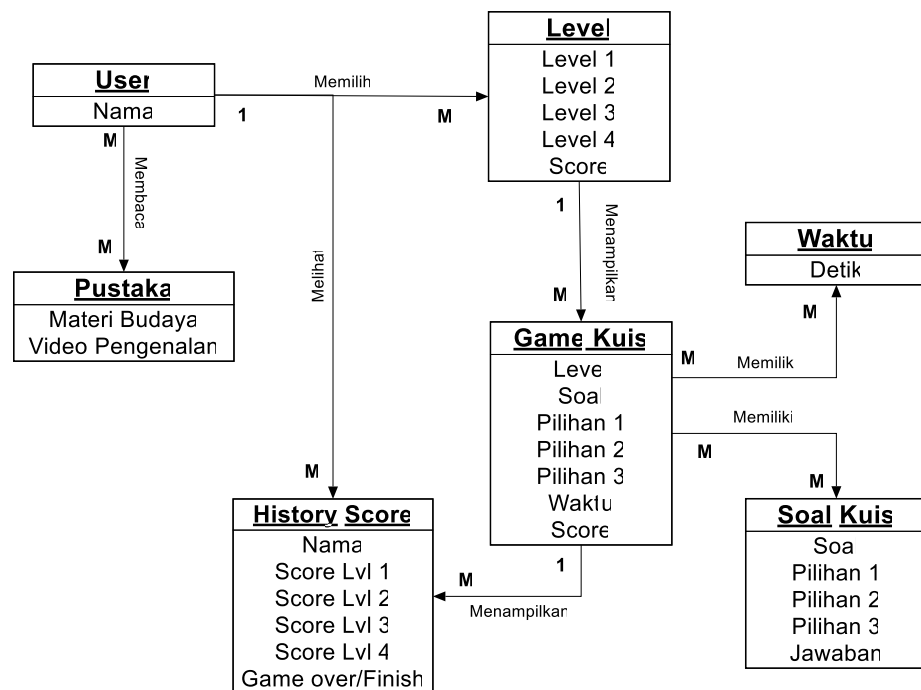 Level
Level 1
Level 2
Level 3
Level 4
Score
User
Nama
Memilih
1
M
M
Membaca
M
Pustaka
Materi Budaya
Video Pengenalan
Melihat
1
Menampilkan
M
Waktu
Detik
M
Game Kuis
Level
Soal
Pilihan 1
Pilihan 2
Pilihan 3
Waktu
Score
M
Memilik
Memiliki
M
M
Soal Kuis
Soal
Pilihan 1
Pilihan 2
Pilihan 3
Jawaban
M
History Score
Nama
Score Lvl 1
Score Lvl 2
Score Lvl 3
Score Lvl 4
Game over/Finish
M
1
Menampilkan